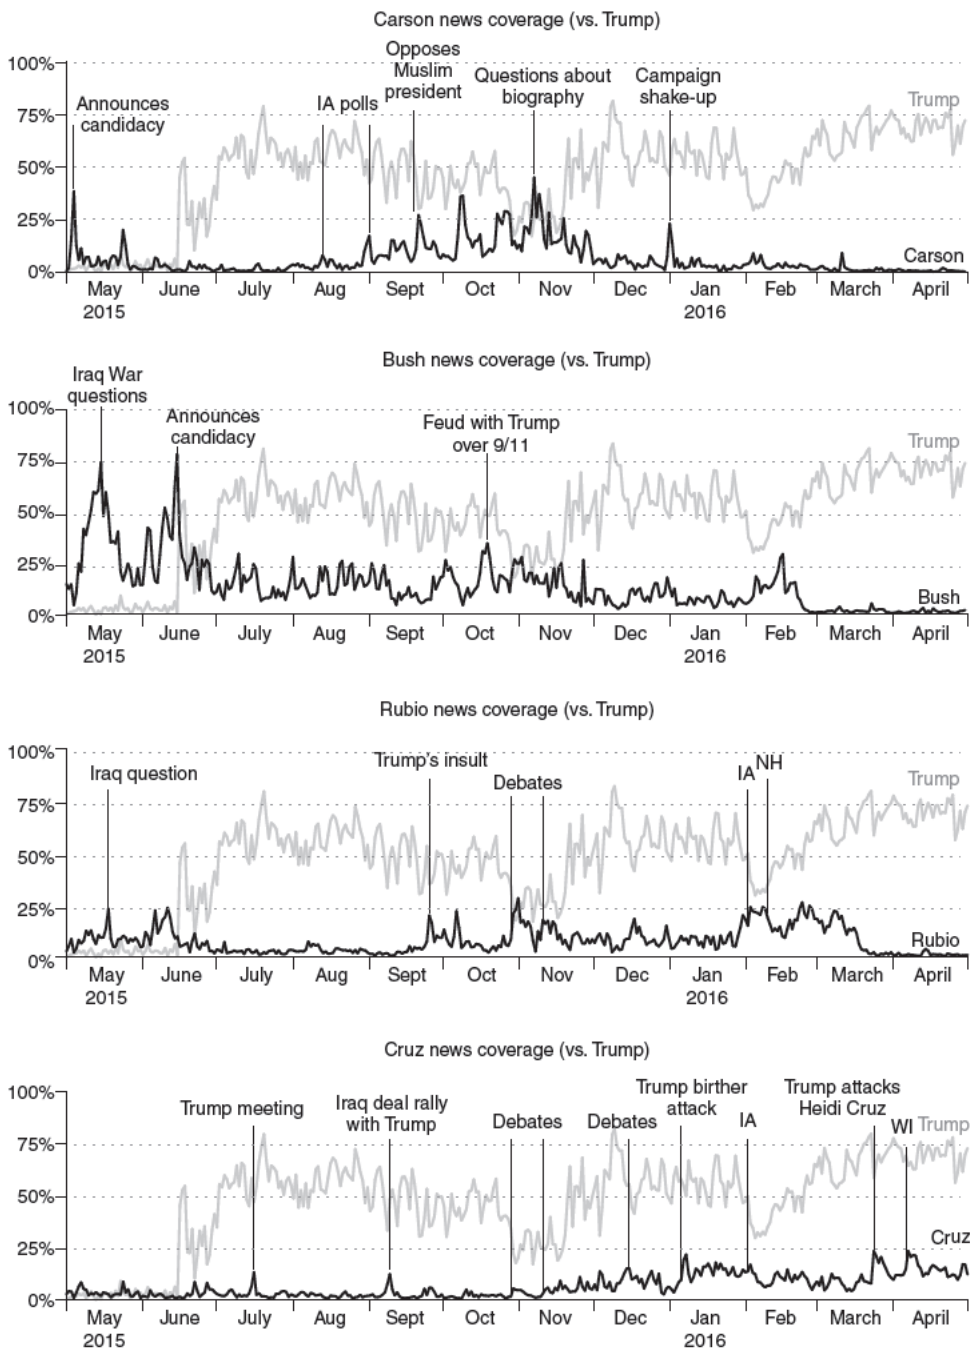 Carson news coverage (vs. Trump)
Opposes
Muslim
president
Questions about
biography
Campaign
shake-up
Announces
candidacy
IA polls
Trump
Carson
100%
75%
50%
25%
0%
May June July Aug Sept Oct Nov Dec Jan Feb March April
2015 2016
Bush news coverage (vs. Trump)
Iraq War
questions
Announces
candidacy
Feud with Trump
over 9/11
Trump
Bush
100%
75%
50%
25%
0%
May June July Aug Sept Oct Nov Dec Jan Feb March April
2015 2016
Rubio news coverage (vs. Trump)
Iraq question
Trump's insult
Debates
IA
NH
Trump
Rubio
100%
75%
50%
25%
0%
May June July Aug Sept Oct Nov Dec Jan Feb March April
2015 2016
Cruz news coverage (vs. Trump)
Trump meeting
Iraq deal rally
with Trump
Debates
Debates
Trump birther
attack
IA
Trump attacks
Heidi Cruz
WI
Trump
Cruz
100%
75%
50%
25%
0%
May June July Aug Sept Oct Nov Dec Jan Feb March April
2015 2016